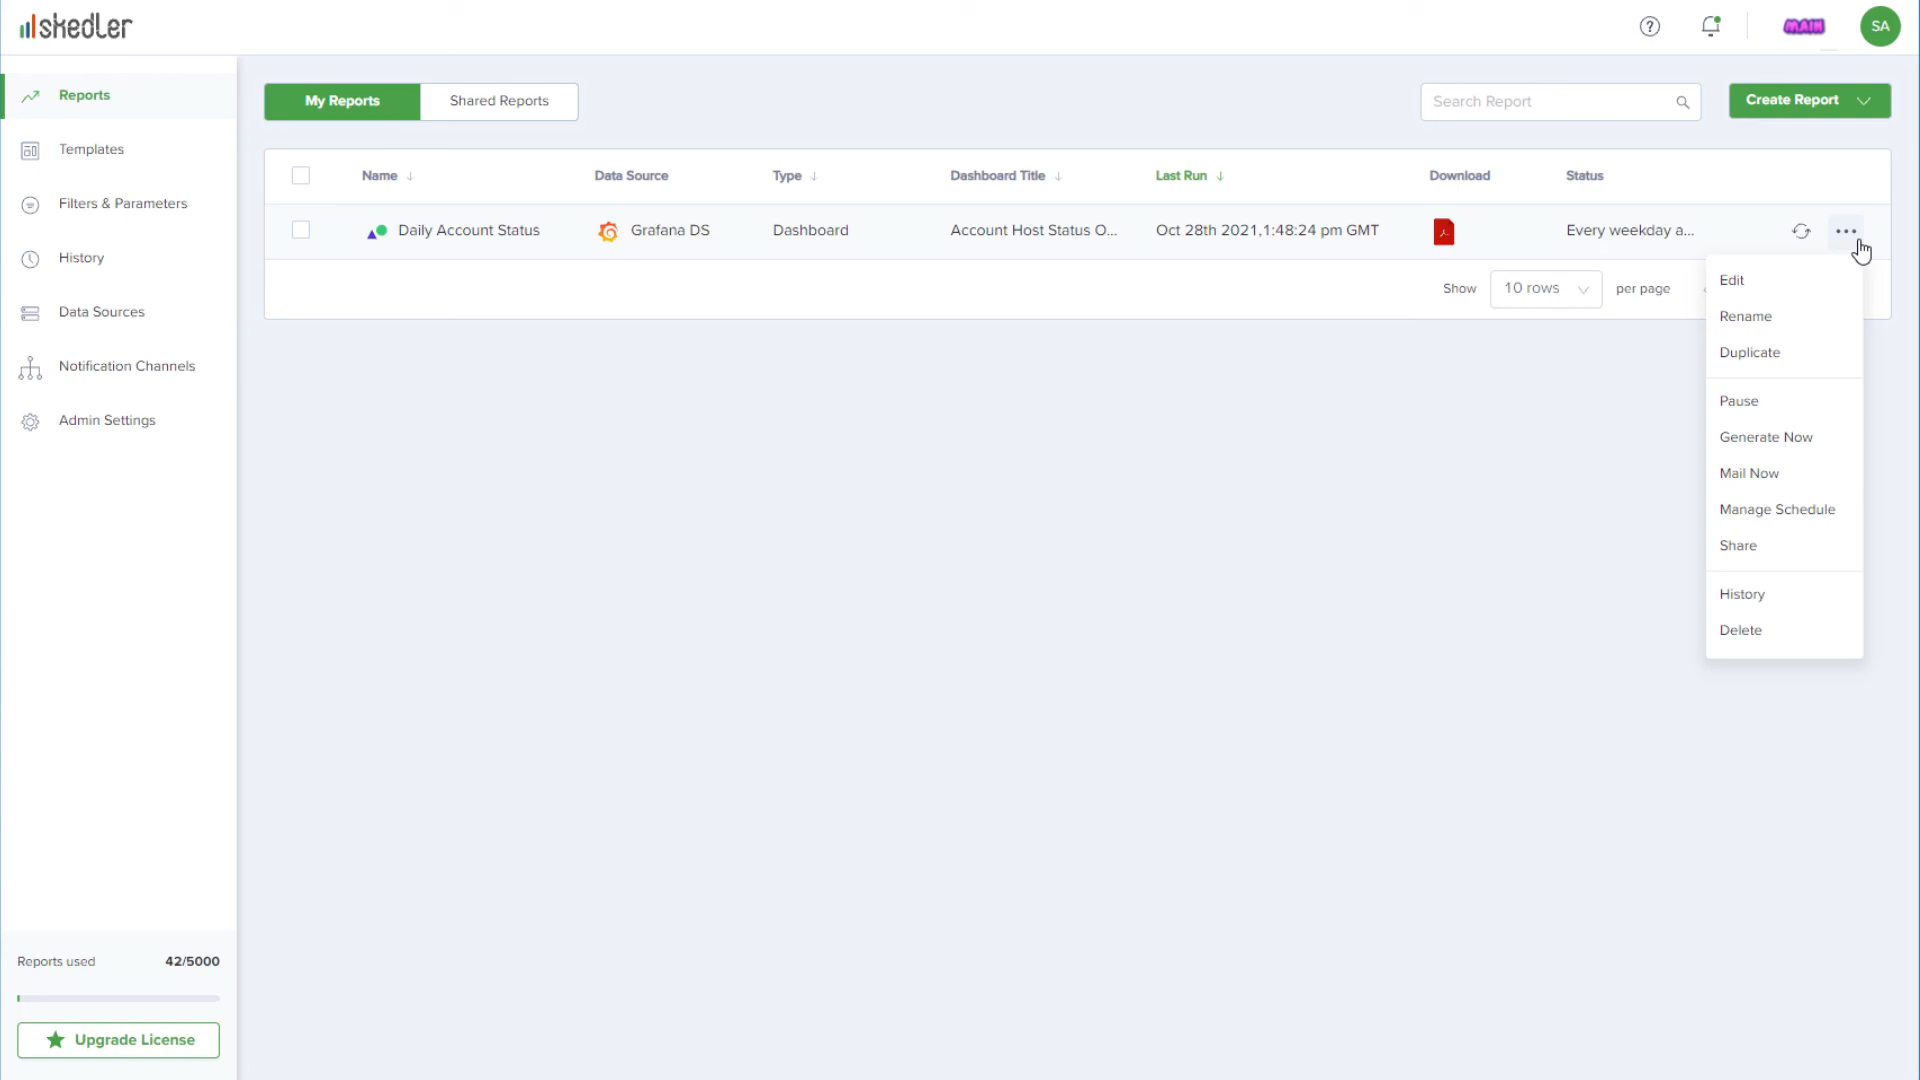 skedler
?
MAIN
SA
Reports
Templates
Filters & Parameters
History
Data Sources
Notification Channels
Admin Settings
My Reports
Shared Reports
Search Report
Create Report
Name
Data Source
Type
Dashboard Title
Last Run
Download
Status
Daily Account Status
Grafana DS
Dashboard
Account Host Status O...
Oct 28th 2021,1:48:24 pm GMT
Every weekday a...
Show
10 rows
per page
Edit
Rename
Duplicate
Pause
Generate Now
Mail Now
Manage Schedule
Share
History
Delete
Reports used
42/5000
Upgrade License